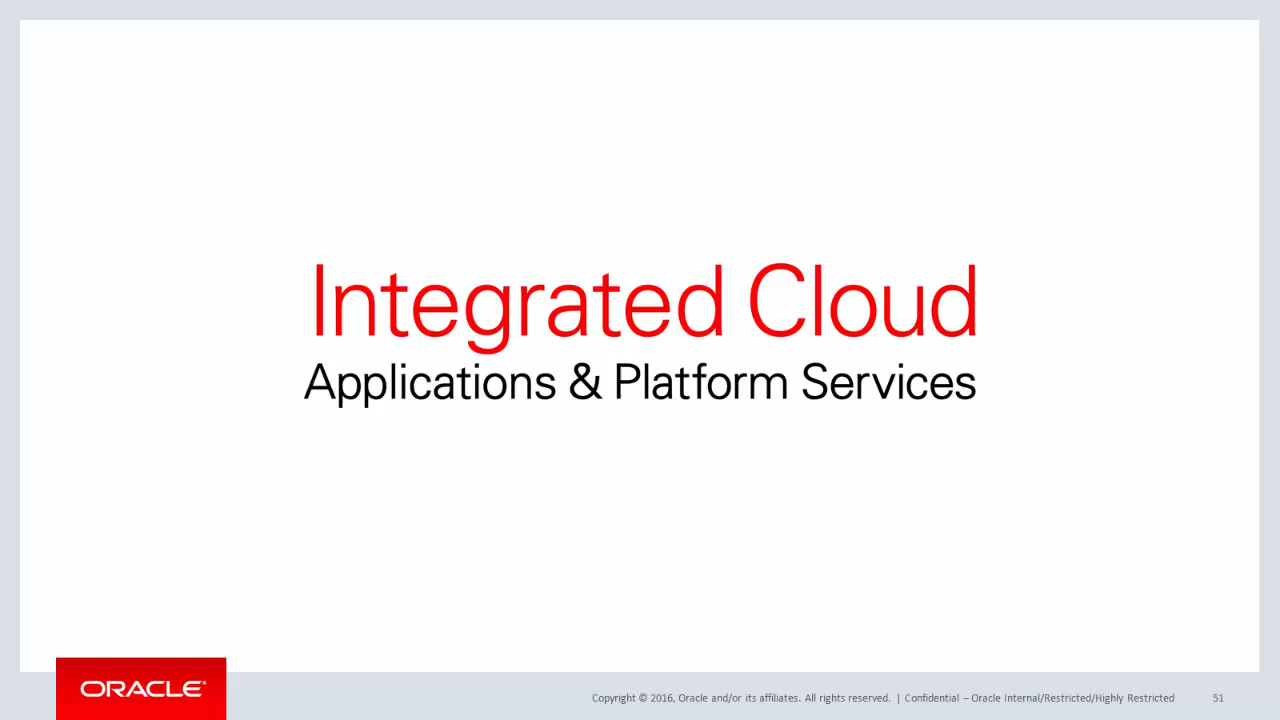 Integrated Cloud
Applications & Platform Services
ORACLE®
Copyright © 2016, Oracle and/or its affiliates. All rights reserved. | Confidential – Oracle Internal/Restricted/Highly Restricted 51